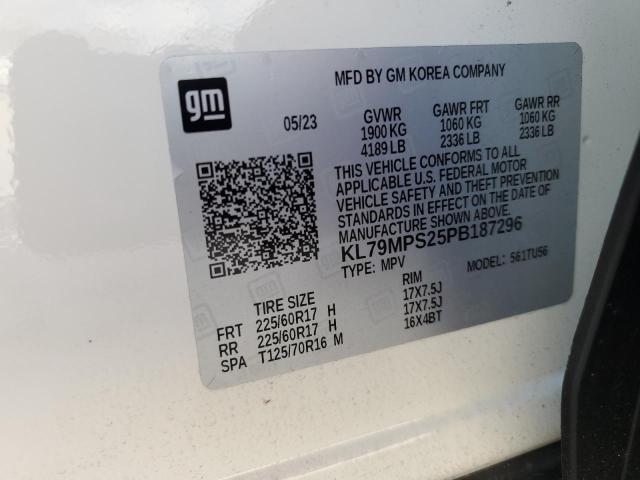 gm
MFD BY GM KOREA COMPANY
05/23
GVWR GAWR FRT GAWR RR
1900 KG 1060 KG 1060 KG
4189 LB 2336 LB 2336 LB
THIS VEHICLE CONFORMS TO ALL
APPLICABLE U.S. FEDERAL MOTOR
VEHICLE SAFETY AND THEFT PREVENTION
STANDARDS IN EFFECT ON THE DATE OF
MANUFACTURE SHOWN ABOVE.
KL79MPS25PB187296
TYPE: MPV MODEL: 561TU56
TIRE SIZE RIM
FRT 225/60R17 H 17X7.5J
RR 225/60R17 H 17X7.5J
SPA T125/70R16 M 16X4BT